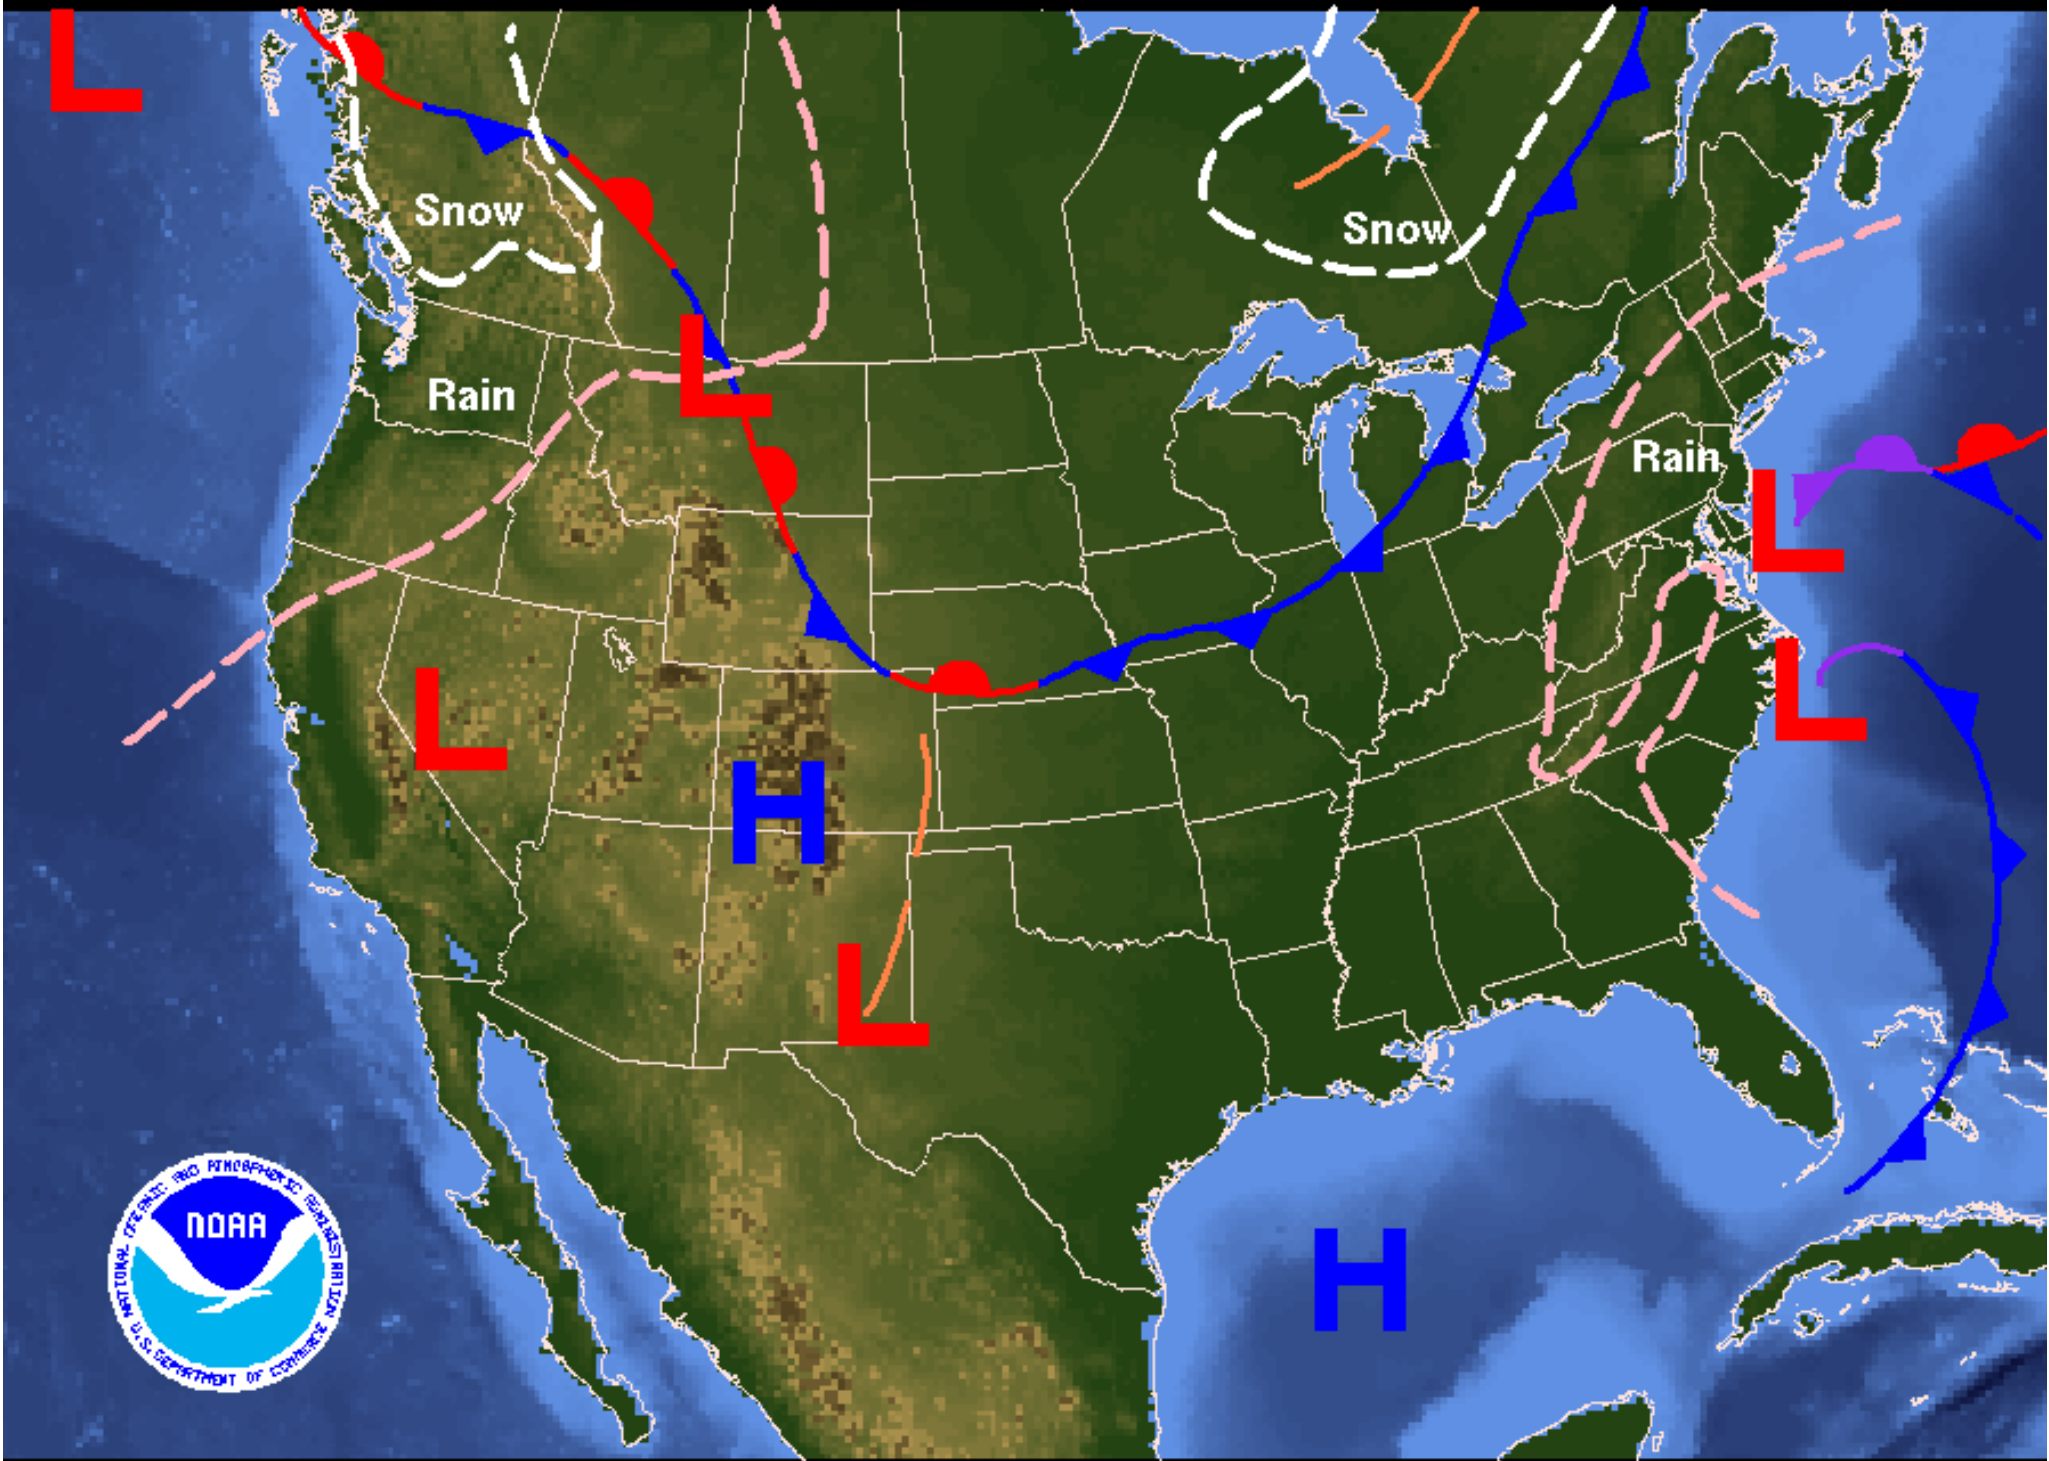 L
Snow
Snow
L
Rain
Rain
L
L
L
H
L
H
NOAA
NATIONAL OCEANIC AND ATMOSPHERIC ADMINISTRATION
U.S. DEPARTMENT OF COMMERCE